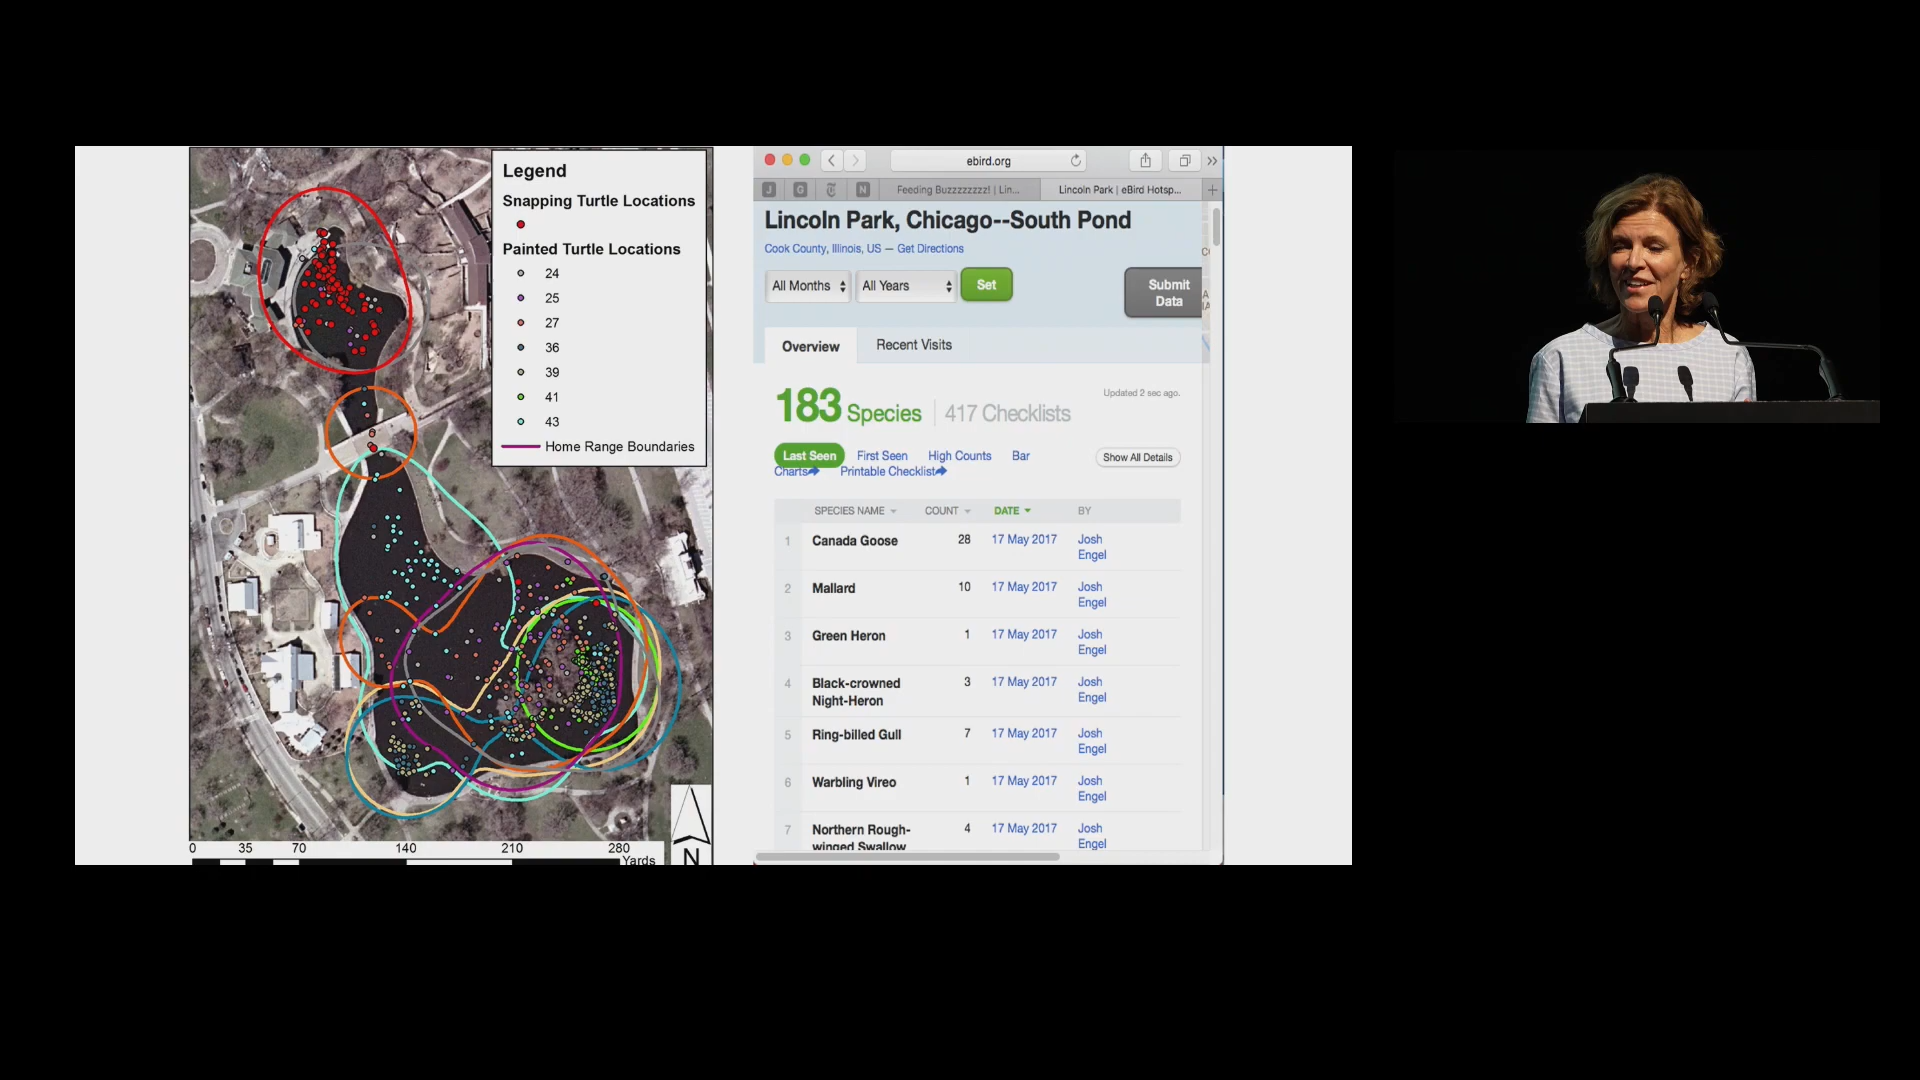 Legend
Snapping Turtle Locations
Painted Turtle Locations
24
25
27
36
39
41
43
Home Range Boundaries
0 35 70 140 210 280
Yards
N
ebird.org
J G N Feeding Buzzzzzzzz! | Lin... Lincoln Park | eBird Hotsp...
Lincoln Park, Chicago--South Pond
Cook County, Illinois, US — Get Directions
All Months All Years Set
Submit
Data
Overview Recent Visits
Updated 2 sec ago.
183 Species 417 Checklists
Last Seen First Seen High Counts Bar
Charts Printable Checklist
Show All Details
SPECIES NAME COUNT DATE BY
1 Canada Goose 28 17 May 2017 Josh
Engel
2 Mallard 10 17 May 2017 Josh
Engel
3 Green Heron 1 17 May 2017 Josh
Engel
4 Black-crowned 3 17 May 2017 Josh
Night-Heron Engel
5 Ring-billed Gull 7 17 May 2017 Josh
Engel
6 Warbling Vireo 1 17 May 2017 Josh
Engel
7 Northern Rough- 4 17 May 2017 Josh
winged Swallow Engel